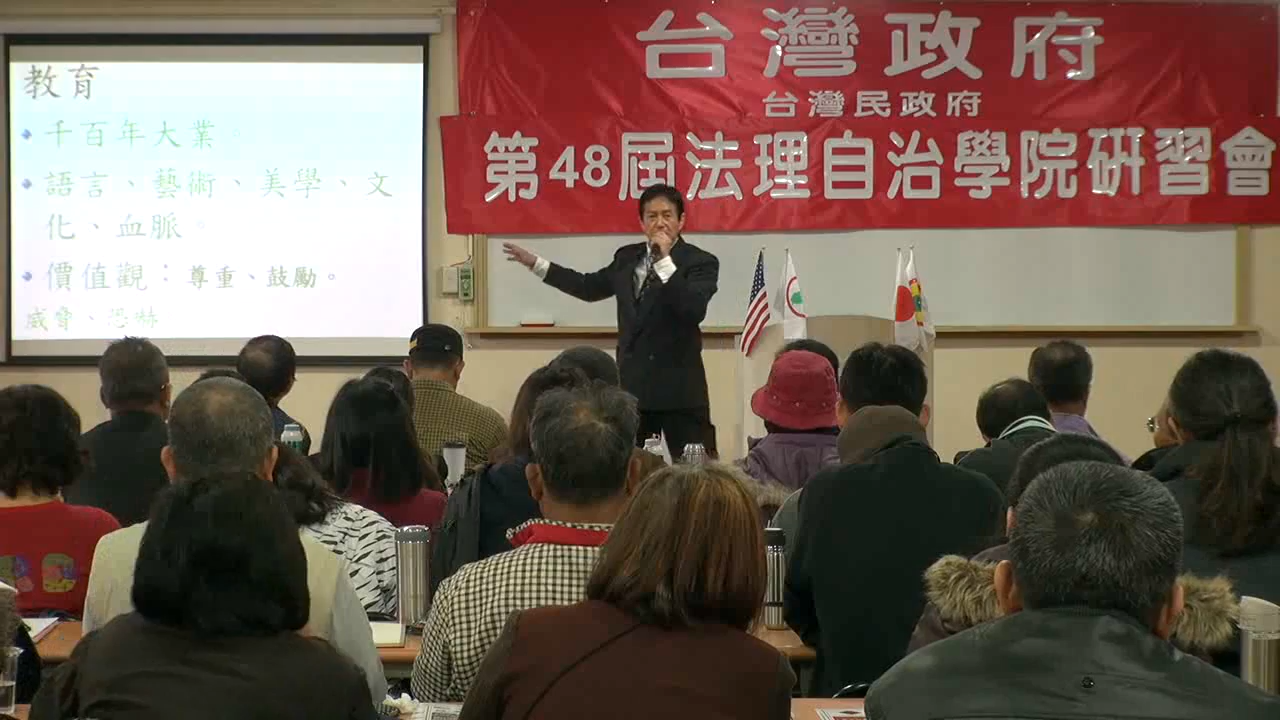 教育
千百年大業。
語言、藝術、美學、文
化、血脈。
價值觀：尊重、鼓勵。
威脅、恐嚇
台灣政府
台灣民政府
第48屆法理自治學院研習會